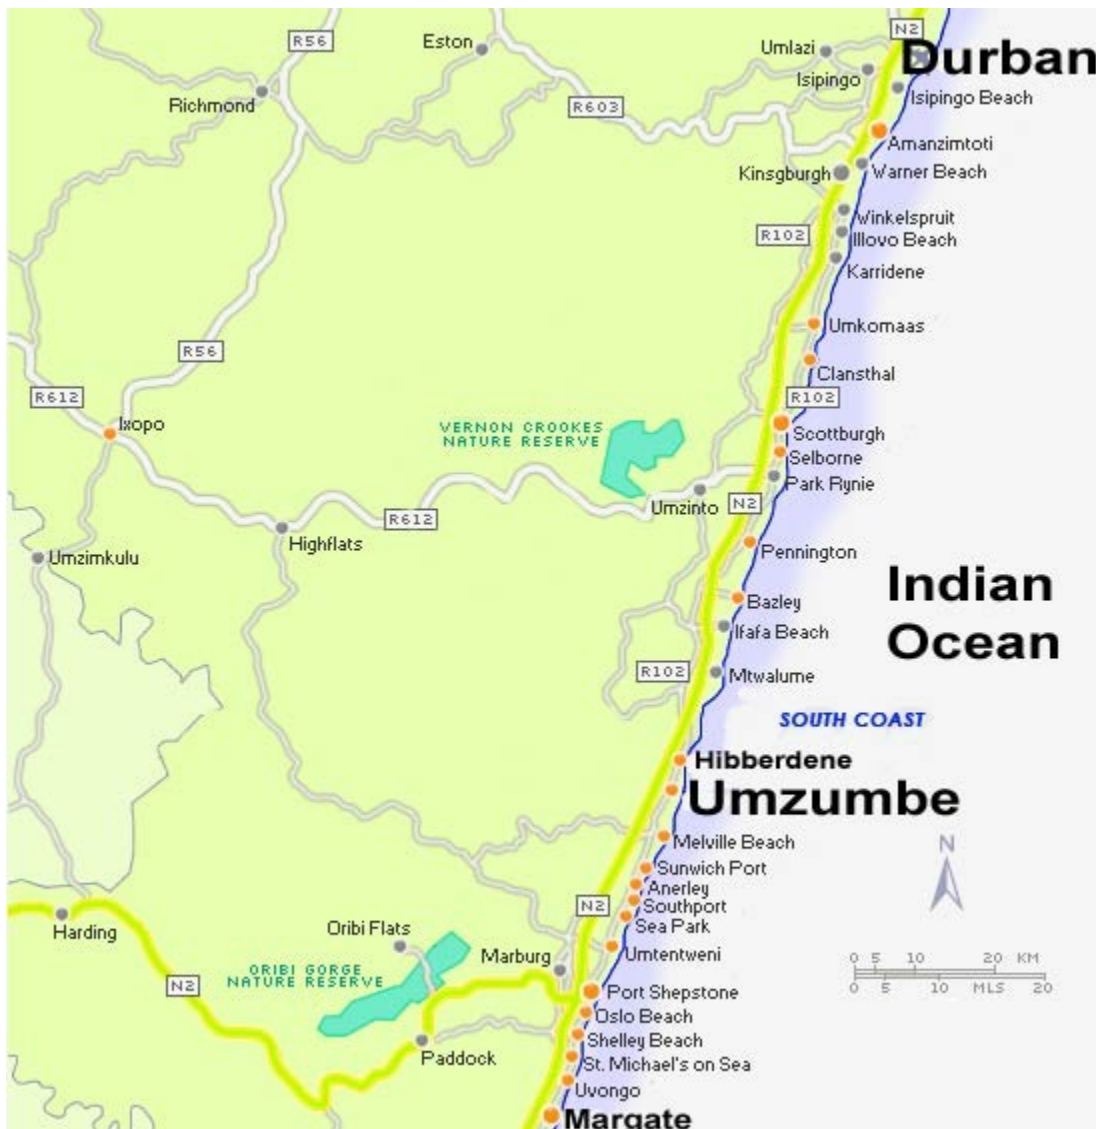 N2
R56
Eston
Umlazi
Durban
Isipingo
Richmond
R603
Isipingo Beach
Amanzimtoti
Kinsgburgh
Warner Beach
Winkelspruit
R102
Illovo Beach
Karridene
Umkomaas
R56
Clansthal
R612
R102
Ixopo
VERNON CROOKES
NATURE RESERVE
Scottburgh
Selborne
Park Rynie
Umzinto
N2
R612
Highflats
Pennington
Umzimkulu
Indian
Ocean
Bazley
Ifafa Beach
R102
Mtwalume
SOUTH COAST
Hibberdene
Umzumbe
Melville Beach
N
Sunwich Port
Anerley
N2
Southport
Sea Park
Harding
Oribi Flats
Marburg
Umtentweni
ORIBI GORGE
NATURE RESERVE
0 5 10 20 KM
0 5 10 MLS 20
N2
Port Shepstone
Oslo Beach
Shelley Beach
Paddock
St. Michael's on Sea
Uvongo
Margate